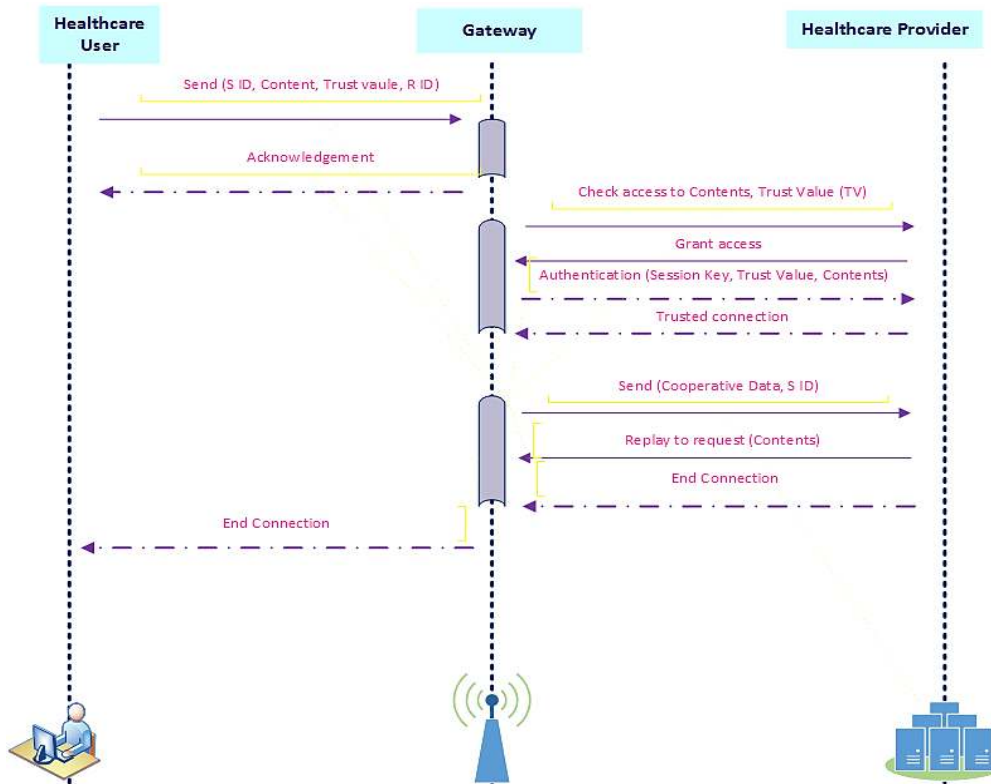 Healthcare
User
Gateway
Healthcare Provider
Send (S ID, Content, Trust vaule, R ID)
Acknowledgement
Check access to Contents, Trust Value (TV)
Grant access
Authentication (Session Key, Trust Value, Contents)
Trusted connection
Send (Cooperative Data, S ID)
Replay to request (Contents)
End Connection
End Connection